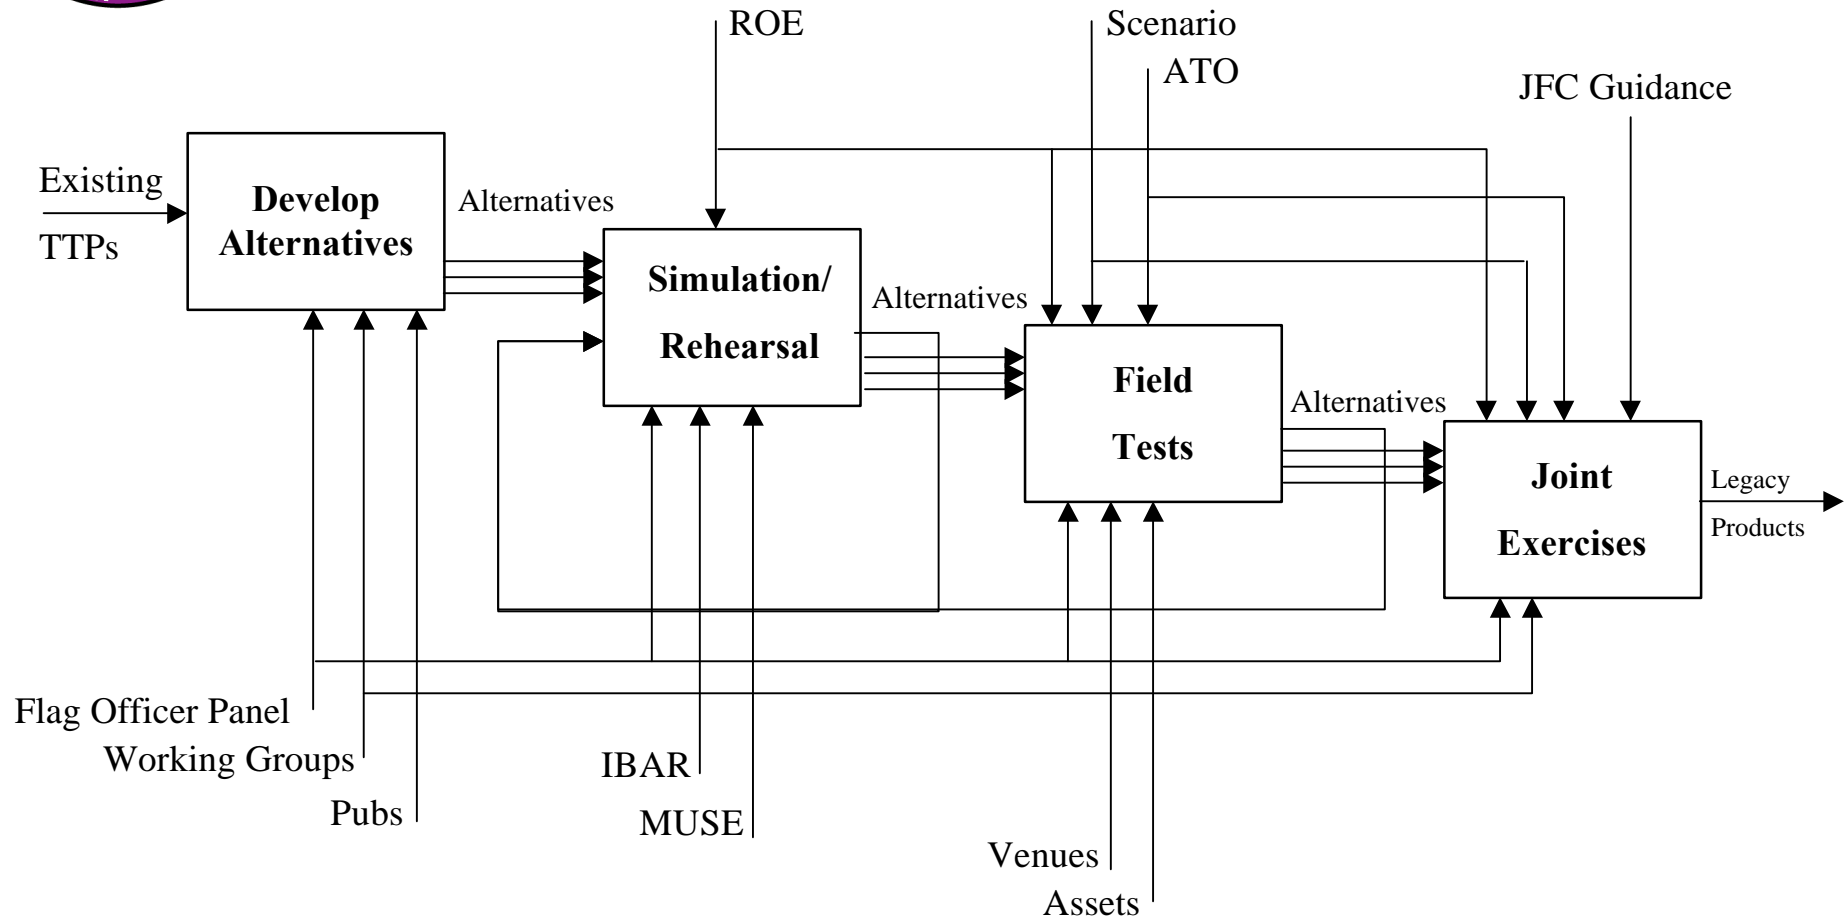 ROE
Scenario
ATO
JFC Guidance
Existing
TTPs
Develop
Alternatives
Alternatives
Simulation/
Rehearsal
Alternatives
Field
Tests
Alternatives
Joint
Exercises
Legacy
Products
Flag Officer Panel
Working Groups
Pubs
IBAR
MUSE
Venues
Assets